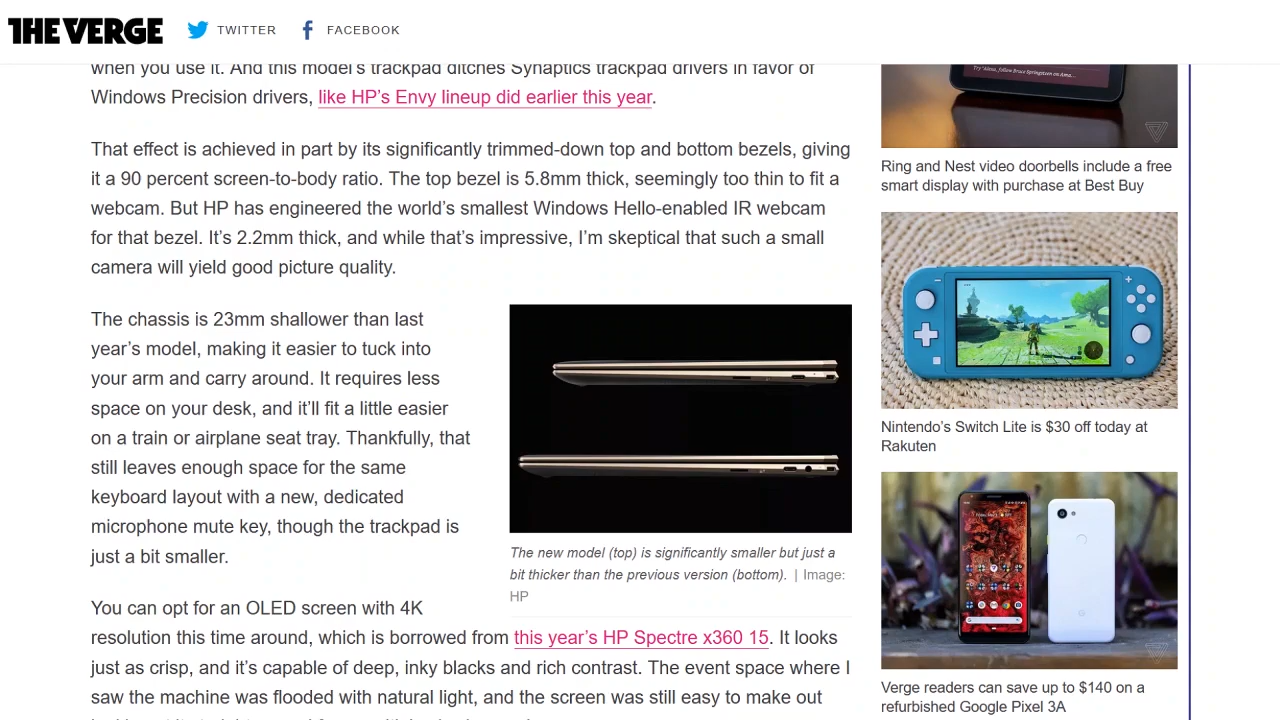 THE VERGE
TWITTER
FACEBOOK
when you use it. And this model's trackpad ditches Synaptics trackpad drivers in favor of
Windows Precision drivers, like HP's Envy lineup did earlier this year.
That effect is achieved in part by its significantly trimmed-down top and bottom bezels, giving
it a 90 percent screen-to-body ratio. The top bezel is 5.8mm thick, seemingly too thin to fit a
webcam. But HP has engineered the world's smallest Windows Hello-enabled IR webcam
for that bezel. It's 2.2mm thick, and while that's impressive, I'm skeptical that such a small
camera will yield good picture quality.
The chassis is 23mm shallower than last
year's model, making it easier to tuck into
your arm and carry around. It requires less
space on your desk, and it'll fit a little easier
on a train or airplane seat tray. Thankfully, that
still leaves enough space for the same
keyboard layout with a new, dedicated
microphone mute key, though the trackpad is
just a bit smaller.
The new model (top) is significantly smaller but just a
bit thicker than the previous version (bottom). | Image:
HP
You can opt for an OLED screen with 4K
resolution this time around, which is borrowed from this year's HP Spectre x360 15. It looks
just as crisp, and it's capable of deep, inky blacks and rich contrast. The event space where I
saw the machine was flooded with natural light, and the screen was still easy to make out
Try "Alexa, follow Bruce Springsteen on Ama...
Ring and Nest video doorbells include a free
smart display with purchase at Best Buy
Nintendo's Switch Lite is $30 off today at
Rakuten
Verge readers can save up to $140 on a
refurbished Google Pixel 3A